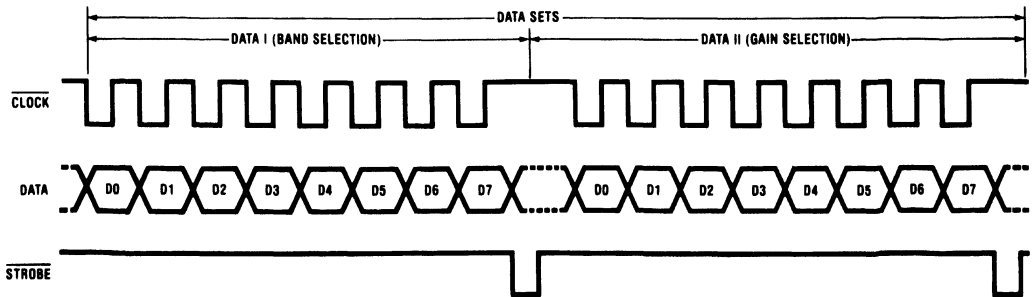 DATA SETS
DATA I (BAND SELECTION) DATA II (GAIN SELECTION)
CLOCK
DATA D0 D1 D2 D3 D4 D5 D6 D7 D0 D1 D2 D3 D4 D5 D6 D7
STROBE